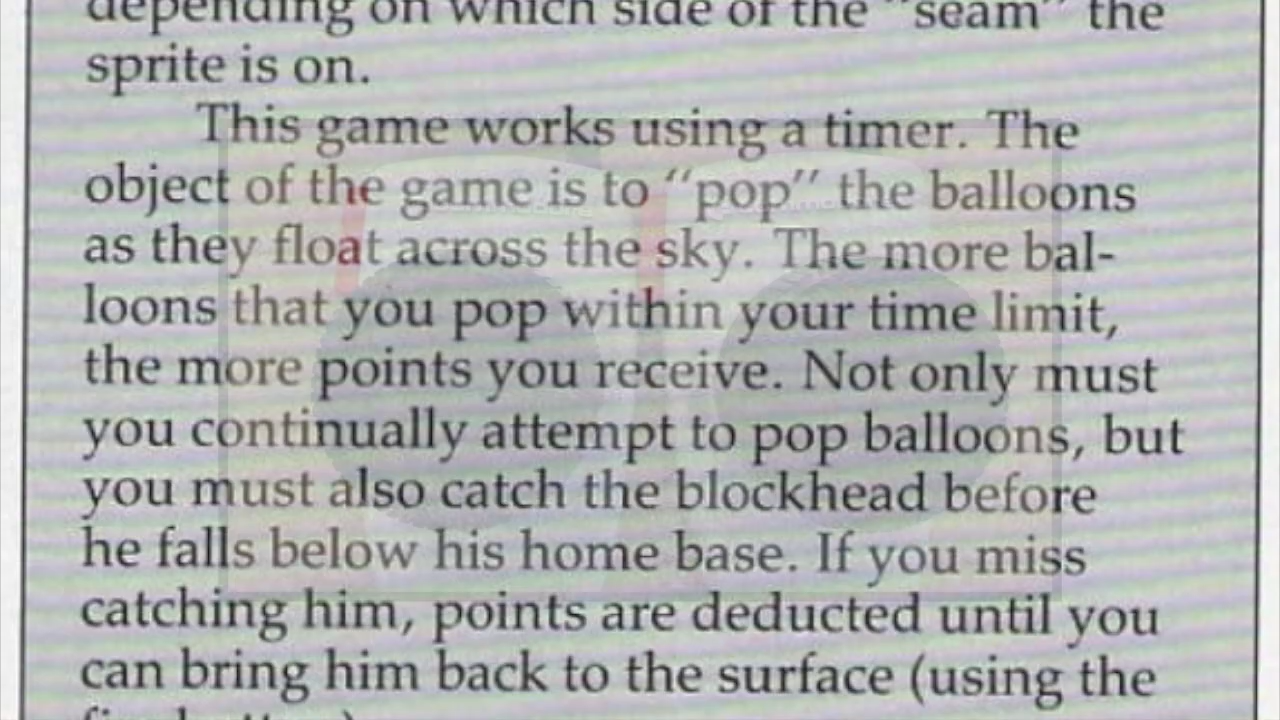 depending on which side of the "seam" the
sprite is on.
This game works using a timer. The
object of the game is to "pop" the balloons
as they float across the sky. The more bal-
loons that you pop within your time limit,
the more points you receive. Not only must
you continually attempt to pop balloons, but
you must also catch the blockhead before
he falls below his home base. If you miss
catching him, points are deducted until you
can bring him back to the surface (using the